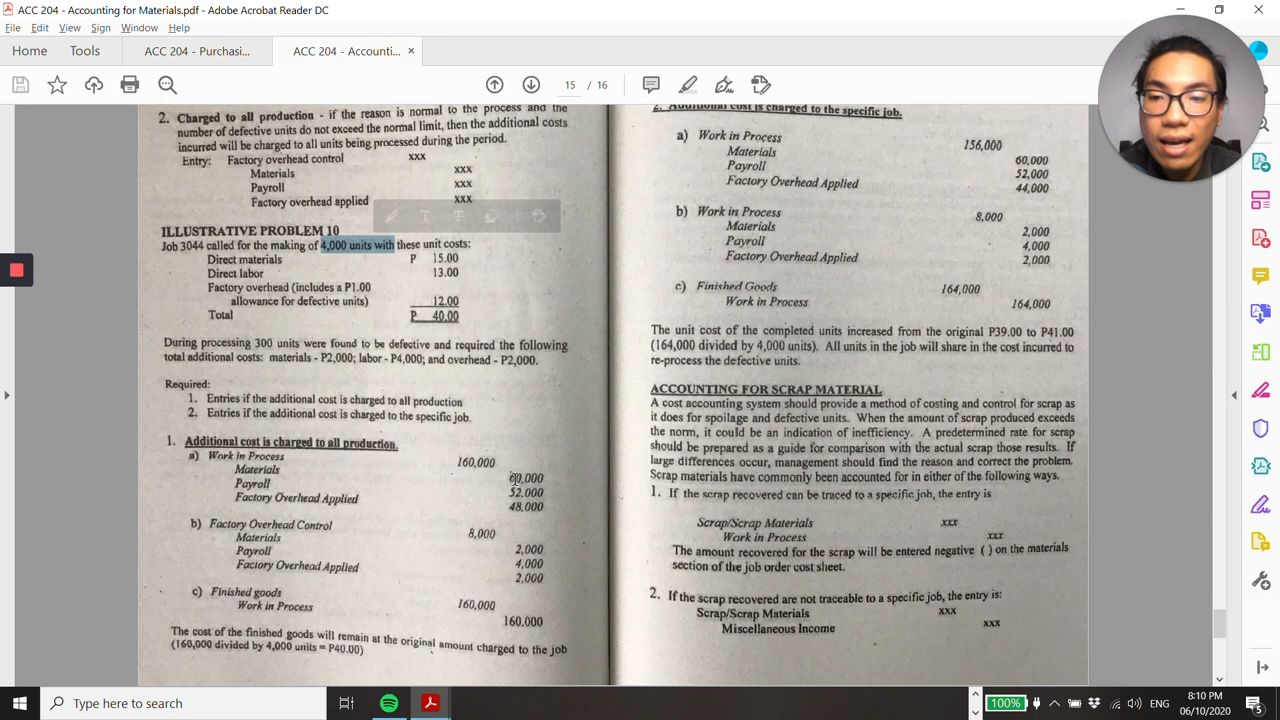 ACC 204 - Accounting for Materials.pdf - Adobe Acrobat Reader DC
File Edit View Sign Window Help
Home Tools ACC 204 - Purchasi... ACC 204 - Accounti... ×
15 / 16
2. Charged to all production - if the reason is normal to the process and the
number of defective units do not exceed the normal limit, then the additional costs
incurred will be charged to all units being processed during the period.
Entry: Factory overhead control xxx
Materials xxx
Payroll xxx
Factory overhead applied xxx
ILLUSTRATIVE PROBLEM 10
Job 3044 called for the making of 4,000 units with these unit costs:
Direct materials P 15.00
Direct labor 13.00
Factory overhead (includes a P1.00
allowance for defective units) 12.00
Total P 40.00
During processing 300 units were found to be defective and required the following
total additional costs: materials - P2,000; labor - P4,000; and overhead - P2,000.
Required:
1. Entries if the additional cost is charged to all production
2. Entries if the additional cost is charged to the specific job.
1. Additional cost is charged to all production.
a) Work in Process 160,000
Materials 60,000
Payroll 52,000
Factory Overhead Applied 48,000
b) Factory Overhead Control 8,000
Materials 2,000
Payroll 4,000
Factory Overhead Applied 2,000
c) Finished goods 160,000
Work in Process 160.000
The cost of the finished goods will remain at the original amount charged to the job
(160,000 divided by 4,000 units = P40.00)
2. Additional cost is charged to the specific job.
a) Work in Process 156,000
Materials 60,000
Payroll 52,000
Factory Overhead Applied 44,000
b) Work in Process 8,000
Materials 2,000
Payroll 4,000
Factory Overhead Applied 2,000
c) Finished Goods 164,000
Work in Process 164,000
The unit cost of the completed units increased from the original P39.00 to P41.00
(164,000 divided by 4,000 units). All units in the job will share in the cost incurred to
re-process the defective units.
ACCOUNTING FOR SCRAP MATERIAL
A cost accounting system should provide a method of costing and control for scrap as
it does for spoilage and defective units. When the amount of scrap produced exceeds
the norm, it could be an indication of inefficiency. A predetermined rate for scrap
should be prepared as a guide for comparison with the actual scrap those results. If
large differences occur, management should find the reason and correct the problem.
Scrap materials have commonly been accounted for in either of the following ways.
1. If the scrap recovered can be traced to a specific job, the entry is
Scrap/Scrap Materials xxx
Work in Process xxx
The amount recovered for the scrap will be entered negative ( ) on the materials
section of the job order cost sheet.
2. If the scrap recovered are not traceable to a specific job, the entry is:
Scrap/Scrap Materials xxx
Miscellaneous Income xxx
Type here to search
100% ENG 8:10 PM
06/10/2020 5